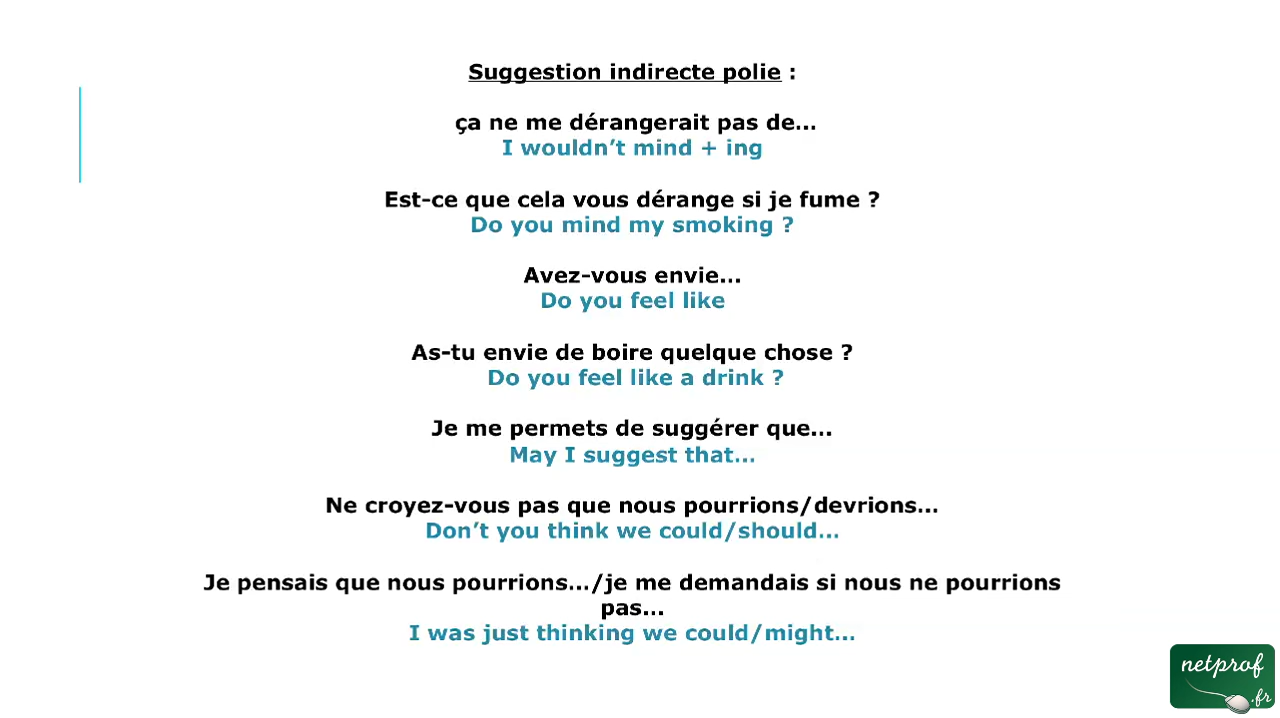 Suggestion indirecte polie :
ça ne me dérangerait pas de...
I wouldn’t mind + ing
Est-ce que cela vous dérange si je fume ?
Do you mind my smoking ?
Avez-vous envie...
Do you feel like
As-tu envie de boire quelque chose ?
Do you feel like a drink ?
Je me permets de suggérer que...
May I suggest that...
Ne croyez-vous pas que nous pourrions/devrions...
Don’t you think we could/should...
Je pensais que nous pourrions.../je me demandais si nous ne pourrions
pas...
I was just thinking we could/might...
netprof
.fr